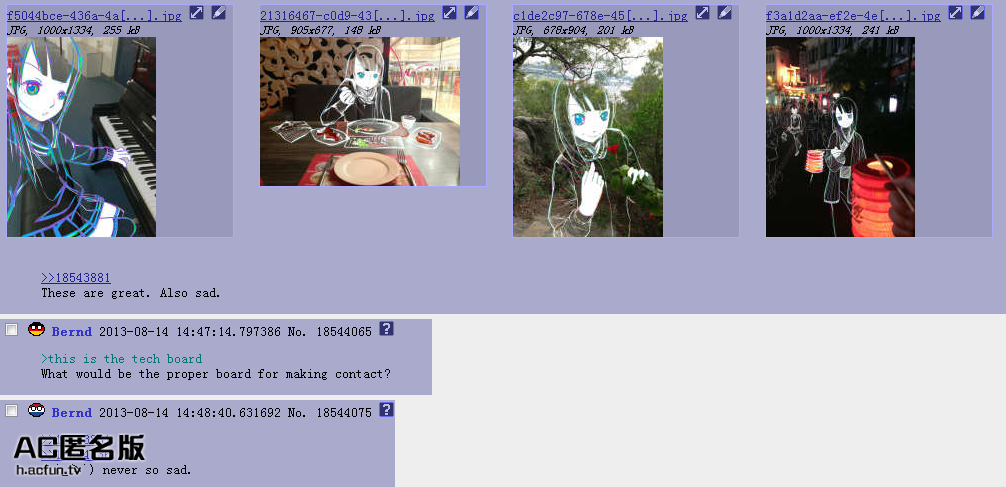 f5044bce-436a-4a[...].jpg
JPG, 1000x1334, 255 kB
21316467-c0d9-43[...].jpg
JPG, 905x677, 148 kB
c1de2c97-678e-45[...].jpg
JPG, 678x904, 201 kB
f3a1d2aa-ef2e-4e[...].jpg
JPG, 1000x1334, 241 kB
>>18543881
These are great. Also sad.
Bernd 2013-08-14 14:47:14.797386 No. 18544065 ?
>this is the tech board
What would be the proper board for making contact?
Bernd 2013-08-14 14:48:40.631692 No. 18544075 ?
AC匿名版
h.acfun.tv
) never so sad.